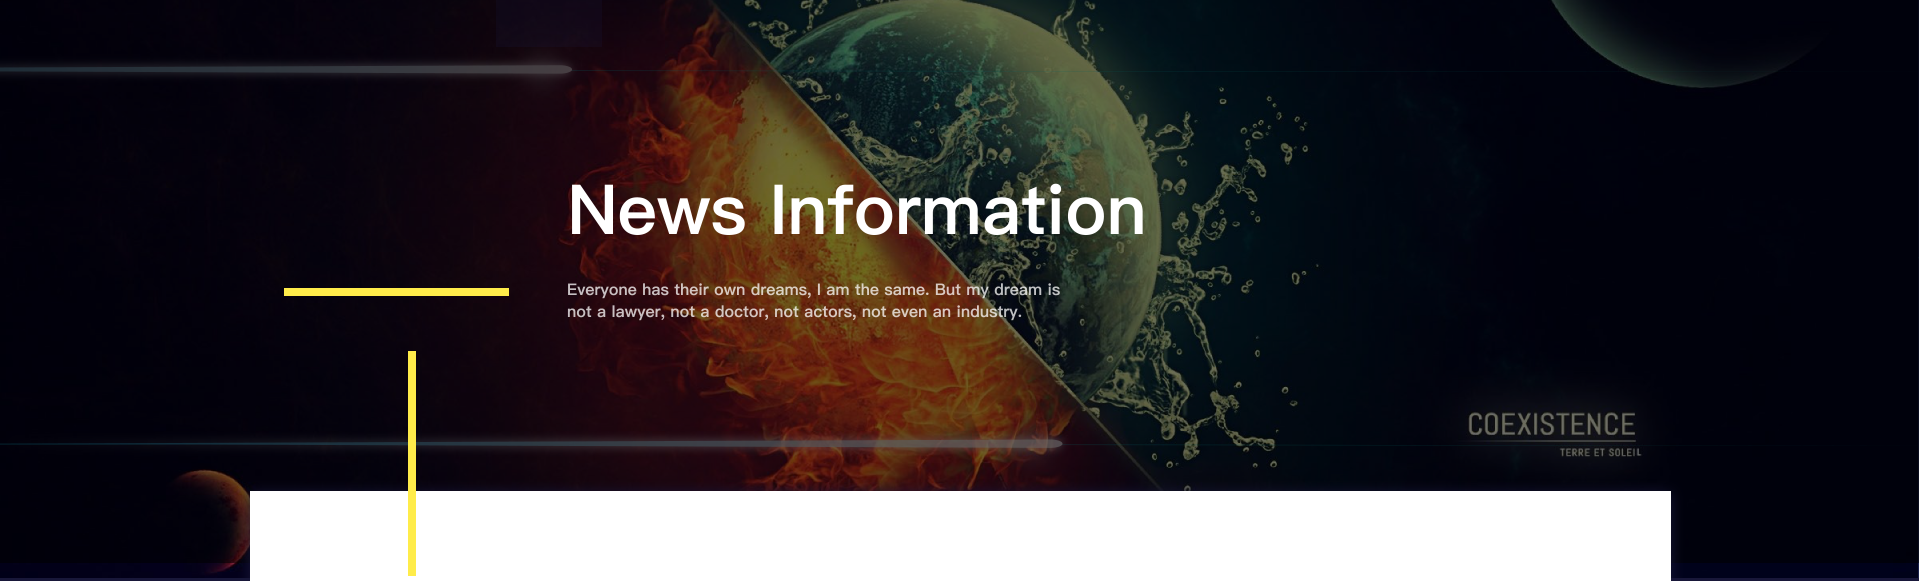 News Information
Everyone has their own dreams, I am the same. But my dream is
not a lawyer, not a doctor, not actors, not even an industry.
COEXISTENCE
TERRE ET SOLEIL